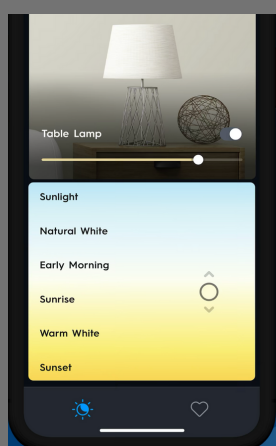 Table Lamp
Sunlight
Natural White
Early Morning
Sunrise
Warm White
Sunset